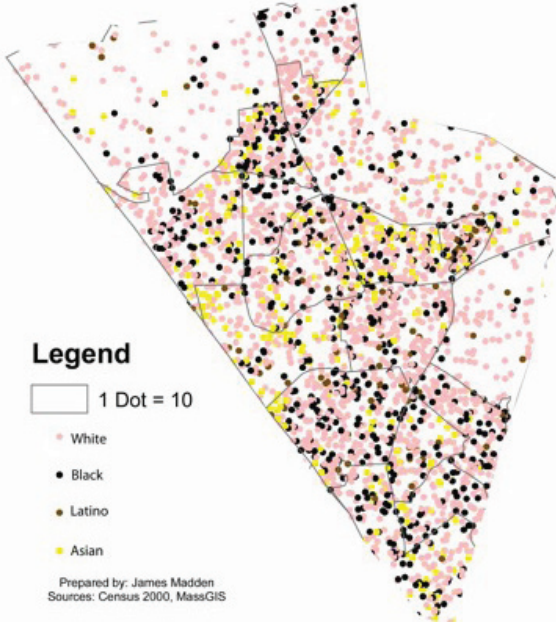 Legend
1 Dot = 10
White
Black
Latino
Asian
Prepared by: James Madden
Sources: Census 2000, MassGIS